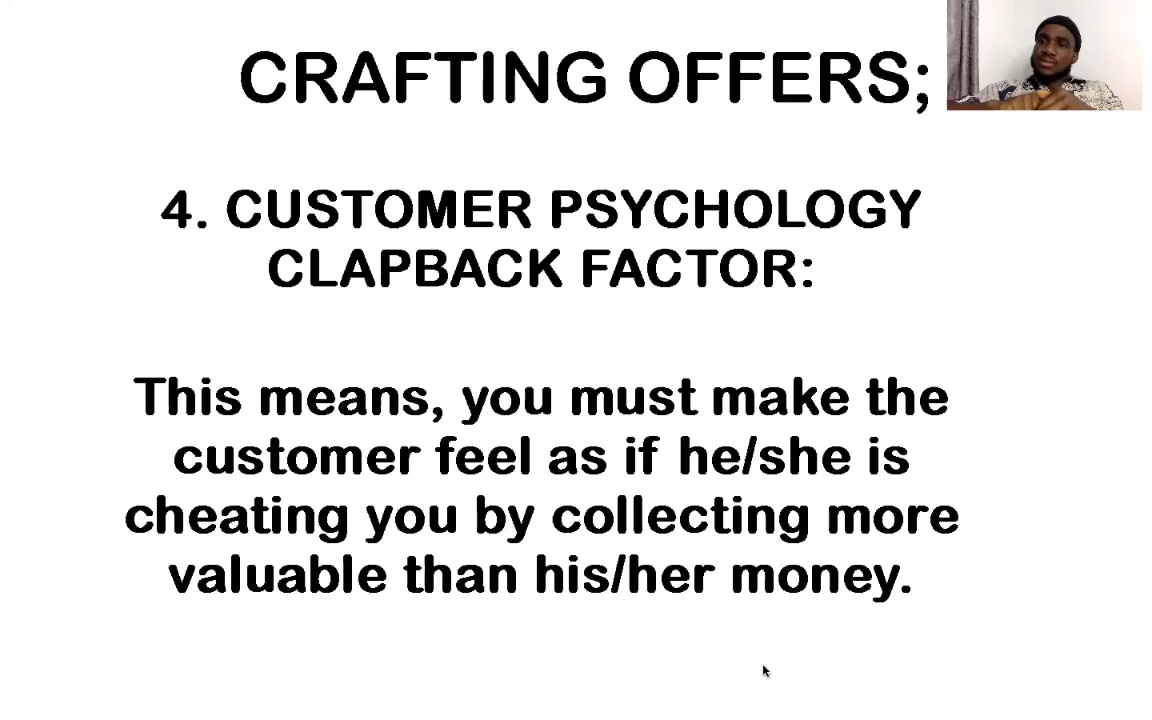 CRAFTING OFFERS;
4. CUSTOMER PSYCHOLOGY
CLAPBACK FACTOR:
This means, you must make the
customer feel as if he/she is
cheating you by collecting more
valuable than his/her money.